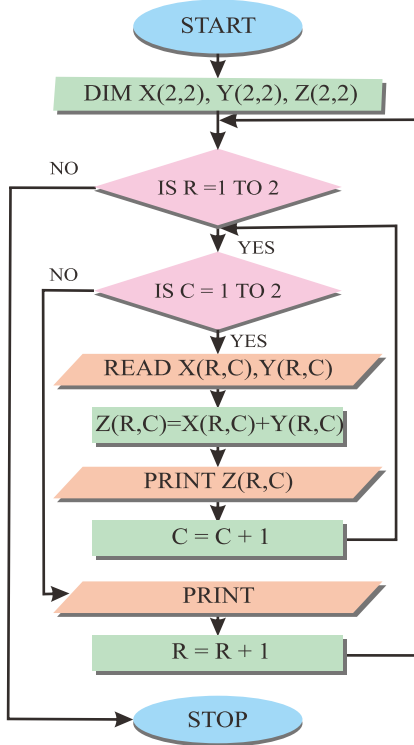 START
DIM X(2,2), Y(2,2), Z(2,2)
NO
IS R =1 TO 2
YES
NO
IS C = 1 TO 2
YES
READ X(R,C),Y(R,C)
Z(R,C)=X(R,C)+Y(R,C)
PRINT Z(R,C)
C = C + 1
PRINT
R = R + 1
STOP